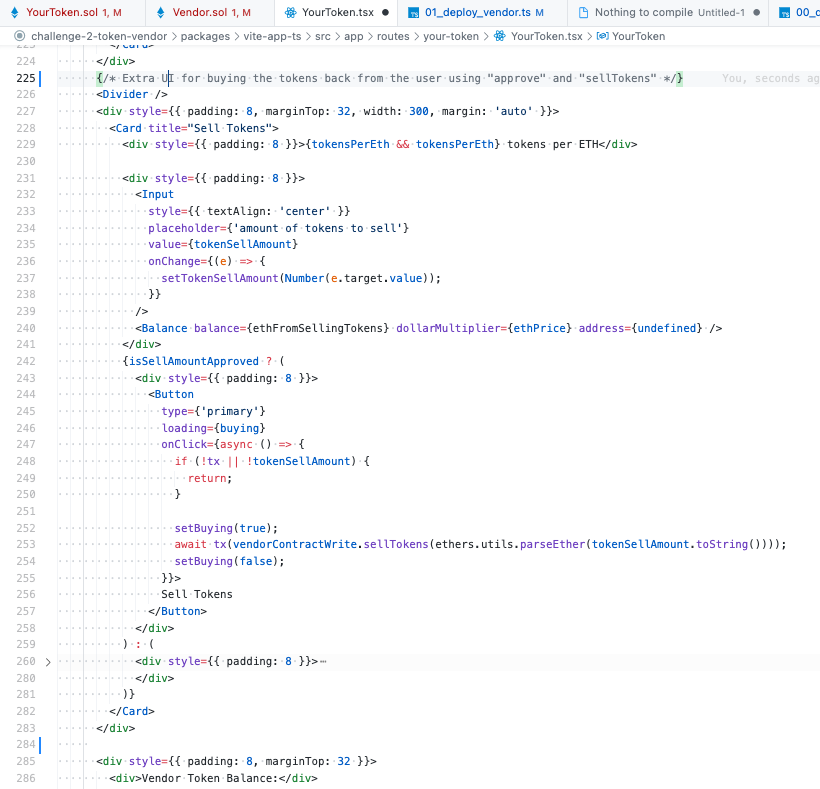 YourToken.sol 1, M Vendor.sol 1, M YourToken.tsx 01_deploy_vendor.ts M Nothing to compile Untitled-1 00_d
challenge-2-token-vendor > packages > vite-app-ts > src > app > routes > your-token > YourToken.tsx > YourToken
224 </div>
225 {/* Extra UI for buying the tokens back from the user using "approve" and "sellTokens" */} You, seconds ag
226 <Divider />
227 <div style={{ padding: 8, marginTop: 32, width: 300, margin: 'auto' }}>
228 <Card title="Sell Tokens">
229 <div style={{ padding: 8 }}>{tokensPerEth && tokensPerEth} tokens per ETH</div>
230
231 <div style={{ padding: 8 }}>
232 <Input
233 style={{ textAlign: 'center' }}
234 placeholder={'amount of tokens to sell'}
235 value={tokenSellAmount}
236 onChange={(e) => {
237 setTokenSellAmount(Number(e.target.value));
238 }}
239 />
240 <Balance balance={ethFromSellingTokens} dollarMultiplier={ethPrice} address={undefined} />
241 </div>
242 {isSellAmountApproved ? (
243 <div style={{ padding: 8 }}>
244 <Button
245 type={'primary'}
246 loading={buying}
247 onClick={async () => {
248 if (!tx || !tokenSellAmount) {
249 return;
250 }
251
252 setBuying(true);
253 await tx(vendorContractWrite.sellTokens(ethers.utils.parseEther(tokenSellAmount.toString())));
254 setBuying(false);
255 }}>
256 Sell Tokens
257 </Button>
258 </div>
259 ) : (
260 <div style={{ padding: 8 }}>⋯
280 </div>
281 )}
282 </Card>
283 </div>
284
285 <div style={{ padding: 8, marginTop: 32 }}>
286 <div>Vendor Token Balance:</div>